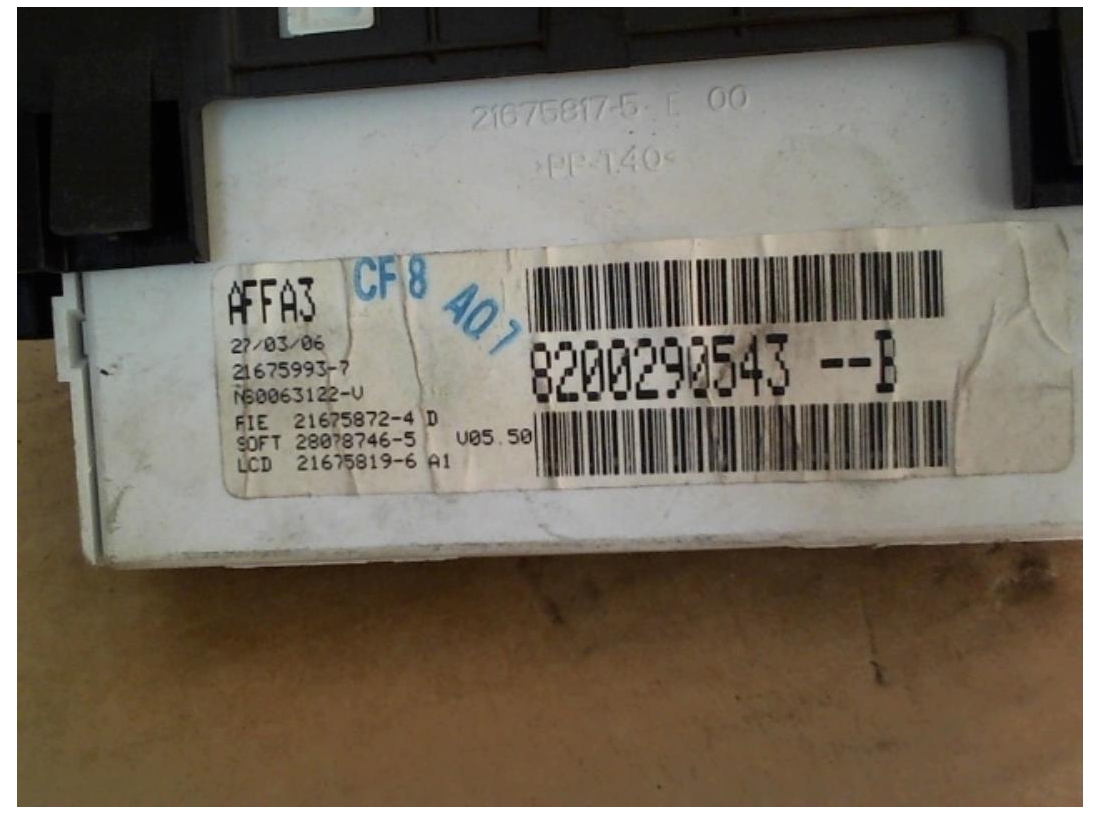 21675817-5 E 00
>PP-T40<
AFFA3
CF8
AQ7
27/03/06
21675993-7
N60063122-V
FIE 21675872-4 D
SOFT 28078746-5 V05.50
LCD 21675819-6 A1
8200290543 --B